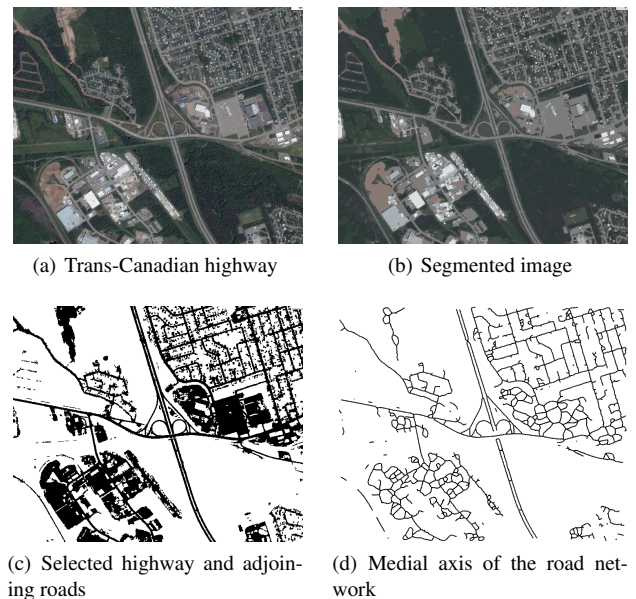 (a) Trans-Canadian highway
(b) Segmented image
(c) Selected highway and adjoin-
ing roads
(d) Medial axis of the road net-
work